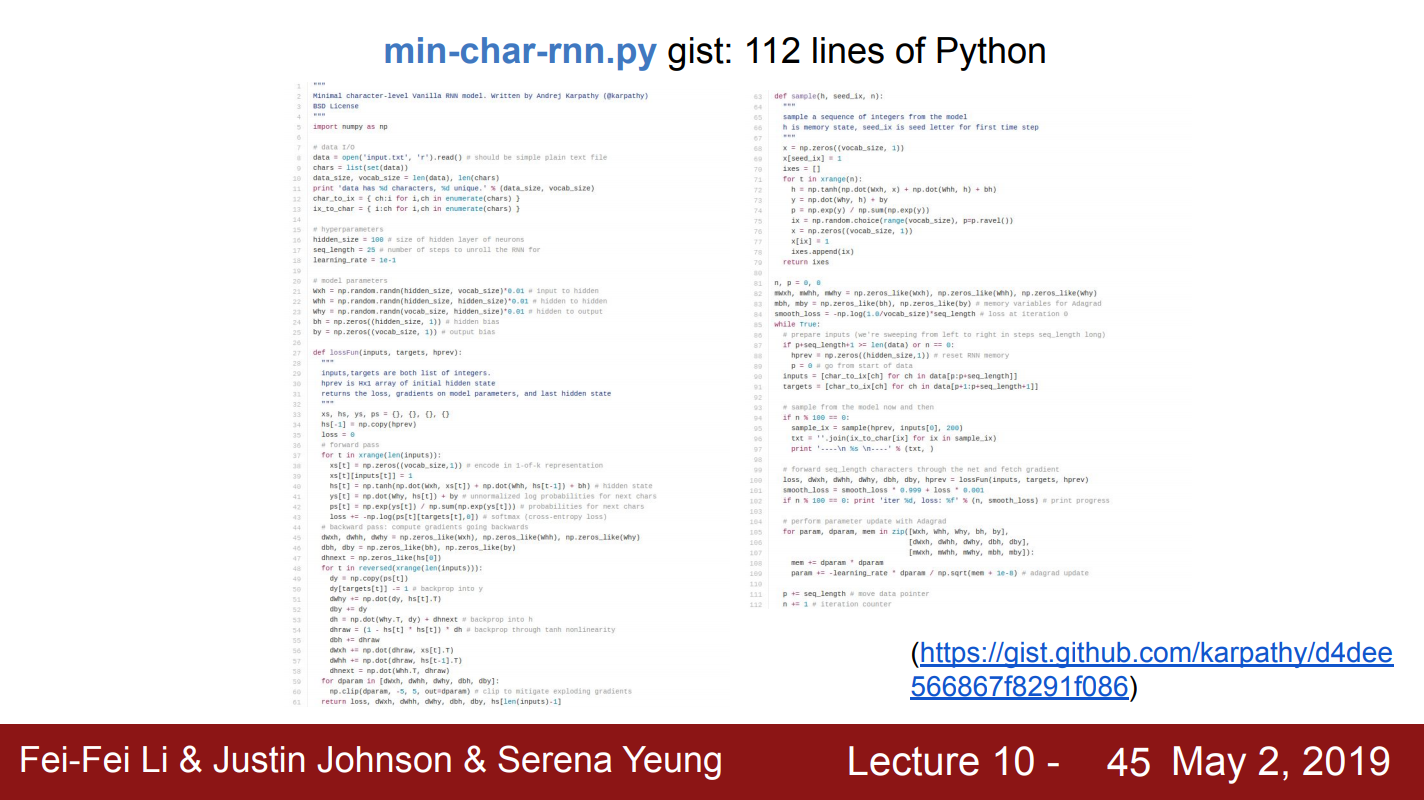 min-char-rnn.py gist: 112 lines of Python
1 """
2 Minimal character-level Vanilla RNN model. Written by Andrej Karpathy (@karpathy)
3 BSD License
4 """
5 import numpy as np
6
7 # data I/O
8 data = open('input.txt', 'r').read() # should be simple plain text file
9 chars = list(set(data))
10 data_size, vocab_size = len(data), len(chars)
11 print 'data has %d characters, %d unique.' % (data_size, vocab_size)
12 char_to_ix = { ch:i for i,ch in enumerate(chars) }
13 ix_to_char = { i:ch for i,ch in enumerate(chars) }
14
15 # hyperparameters
16 hidden_size = 100 # size of hidden layer of neurons
17 seq_length = 25 # number of steps to unroll the RNN for
18 learning_rate = 1e-1
19
20 # model parameters
21 Wxh = np.random.randn(hidden_size, vocab_size)*0.01 # input to hidden
22 Whh = np.random.randn(hidden_size, hidden_size)*0.01 # hidden to hidden
23 Why = np.random.randn(vocab_size, hidden_size)*0.01 # hidden to output
24 bh = np.zeros((hidden_size, 1)) # hidden bias
25 by = np.zeros((vocab_size, 1)) # output bias
26
27 def lossFun(inputs, targets, hprev):
28 """
29 inputs,targets are both list of integers.
30 hprev is Hx1 array of initial hidden state
31 returns the loss, gradients on model parameters, and last hidden state
32 """
33 xs, hs, ys, ps = {}, {}, {}, {}
34 hs[-1] = np.copy(hprev)
35 loss = 0
36 # forward pass
37 for t in xrange(len(inputs)):
38 xs[t] = np.zeros((vocab_size,1)) # encode in 1-of-k representation
39 xs[t][inputs[t]] = 1
40 hs[t] = np.tanh(np.dot(Wxh, xs[t]) + np.dot(Whh, hs[t-1]) + bh) # hidden state
41 ys[t] = np.dot(Why, hs[t]) + by # unnormalized log probabilities for next chars
42 ps[t] = np.exp(ys[t]) / np.sum(np.exp(ys[t])) # probabilities for next chars
43 loss += -np.log(ps[t][targets[t],0]) # softmax (cross-entropy loss)
44 # backward pass: compute gradients going backwards
45 dWxh, dWhh, dWhy = np.zeros_like(Wxh), np.zeros_like(Whh), np.zeros_like(Why)
46 dbh, dby = np.zeros_like(bh), np.zeros_like(by)
47 dhnext = np.zeros_like(hs[0])
48 for t in reversed(xrange(len(inputs))):
49 dy = np.copy(ps[t])
50 dy[targets[t]] -= 1 # backprop into y
51 dWhy += np.dot(dy, hs[t].T)
52 dby += dy
53 dh = np.dot(Why.T, dy) + dhnext # backprop into h
54 dhraw = (1 - hs[t] * hs[t]) * dh # backprop through tanh nonlinearity
55 dbh += dhraw
56 dWxh += np.dot(dhraw, xs[t].T)
57 dWhh += np.dot(dhraw, hs[t-1].T)
58 dhnext = np.dot(Whh.T, dhraw)
59 for dparam in [dWxh, dWhh, dWhy, dbh, dby]:
60 np.clip(dparam, -5, 5, out=dparam) # clip to mitigate exploding gradients
61 return loss, dWxh, dWhh, dWhy, dbh, dby, hs[len(inputs)-1]
63 def sample(h, seed_ix, n):
64 """
65 sample a sequence of integers from the model
66 h is memory state, seed_ix is seed letter for first time step
67 """
68 x = np.zeros((vocab_size, 1))
69 x[seed_ix] = 1
70 ixes = []
71 for t in xrange(n):
72 h = np.tanh(np.dot(Wxh, x) + np.dot(Whh, h) + bh)
73 y = np.dot(Why, h) + by
74 p = np.exp(y) / np.sum(np.exp(y))
75 ix = np.random.choice(range(vocab_size), p=p.ravel())
76 x = np.zeros((vocab_size, 1))
77 x[ix] = 1
78 ixes.append(ix)
79 return ixes
80
81 n, p = 0, 0
82 mWxh, mWhh, mWhy = np.zeros_like(Wxh), np.zeros_like(Whh), np.zeros_like(Why)
83 mbh, mby = np.zeros_like(bh), np.zeros_like(by) # memory variables for Adagrad
84 smooth_loss = -np.log(1.0/vocab_size)*seq_length # loss at iteration 0
85 while True:
86 # prepare inputs (we're sweeping from left to right in steps seq_length long)
87 if p+seq_length+1 >= len(data) or n == 0:
88 hprev = np.zeros((hidden_size,1)) # reset RNN memory
89 p = 0 # go from start of data
90 inputs = [char_to_ix[ch] for ch in data[p:p+seq_length]]
91 targets = [char_to_ix[ch] for ch in data[p+1:p+seq_length+1]]
92
93 # sample from the model now and then
94 if n % 100 == 0:
95 sample_ix = sample(hprev, inputs[0], 200)
96 txt = ''.join(ix_to_char[ix] for ix in sample_ix)
97 print '----\n %s \n----' % (txt, )
98
99 # forward seq_length characters through the net and fetch gradient
100 loss, dWxh, dWhh, dWhy, dbh, dby, hprev = lossFun(inputs, targets, hprev)
101 smooth_loss = smooth_loss * 0.999 + loss * 0.001
102 if n % 100 == 0: print 'iter %d, loss: %f' % (n, smooth_loss) # print progress
103
104 # perform parameter update with Adagrad
105 for param, dparam, mem in zip([Wxh, Whh, Why, bh, by],
106 [dWxh, dWhh, dWhy, dbh, dby],
107 [mWxh, mWhh, mWhy, mbh, mby]):
108 mem += dparam * dparam
109 param += -learning_rate * dparam / np.sqrt(mem + 1e-8) # adagrad update
110
111 p += seq_length # move data pointer
112 n += 1 # iteration counter
(https://gist.github.com/karpathy/d4dee
566867f8291f086)
Fei-Fei Li & Justin Johnson & Serena Yeung Lecture 10 - 45 May 2, 2019